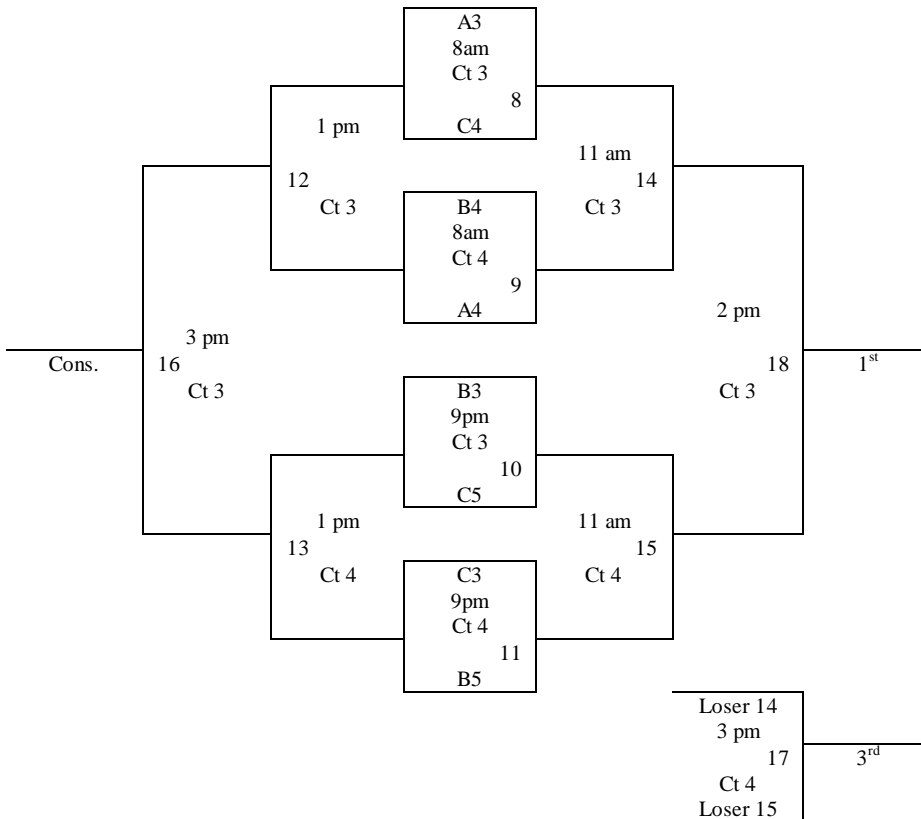 A3
8am
Ct 3
8
C4
1 pm
12
Ct 3
11 am
14
Ct 3
B4
8am
Ct 4
9
A4
3 pm
Cons.
16
Ct 3
2 pm
18
1st
Ct 3
B3
9pm
Ct 3
10
C5
1 pm
13
Ct 4
11 am
15
Ct 4
C3
9pm
Ct 4
11
B5
Loser 14
3 pm
17
3rd
Ct 4
Loser 15